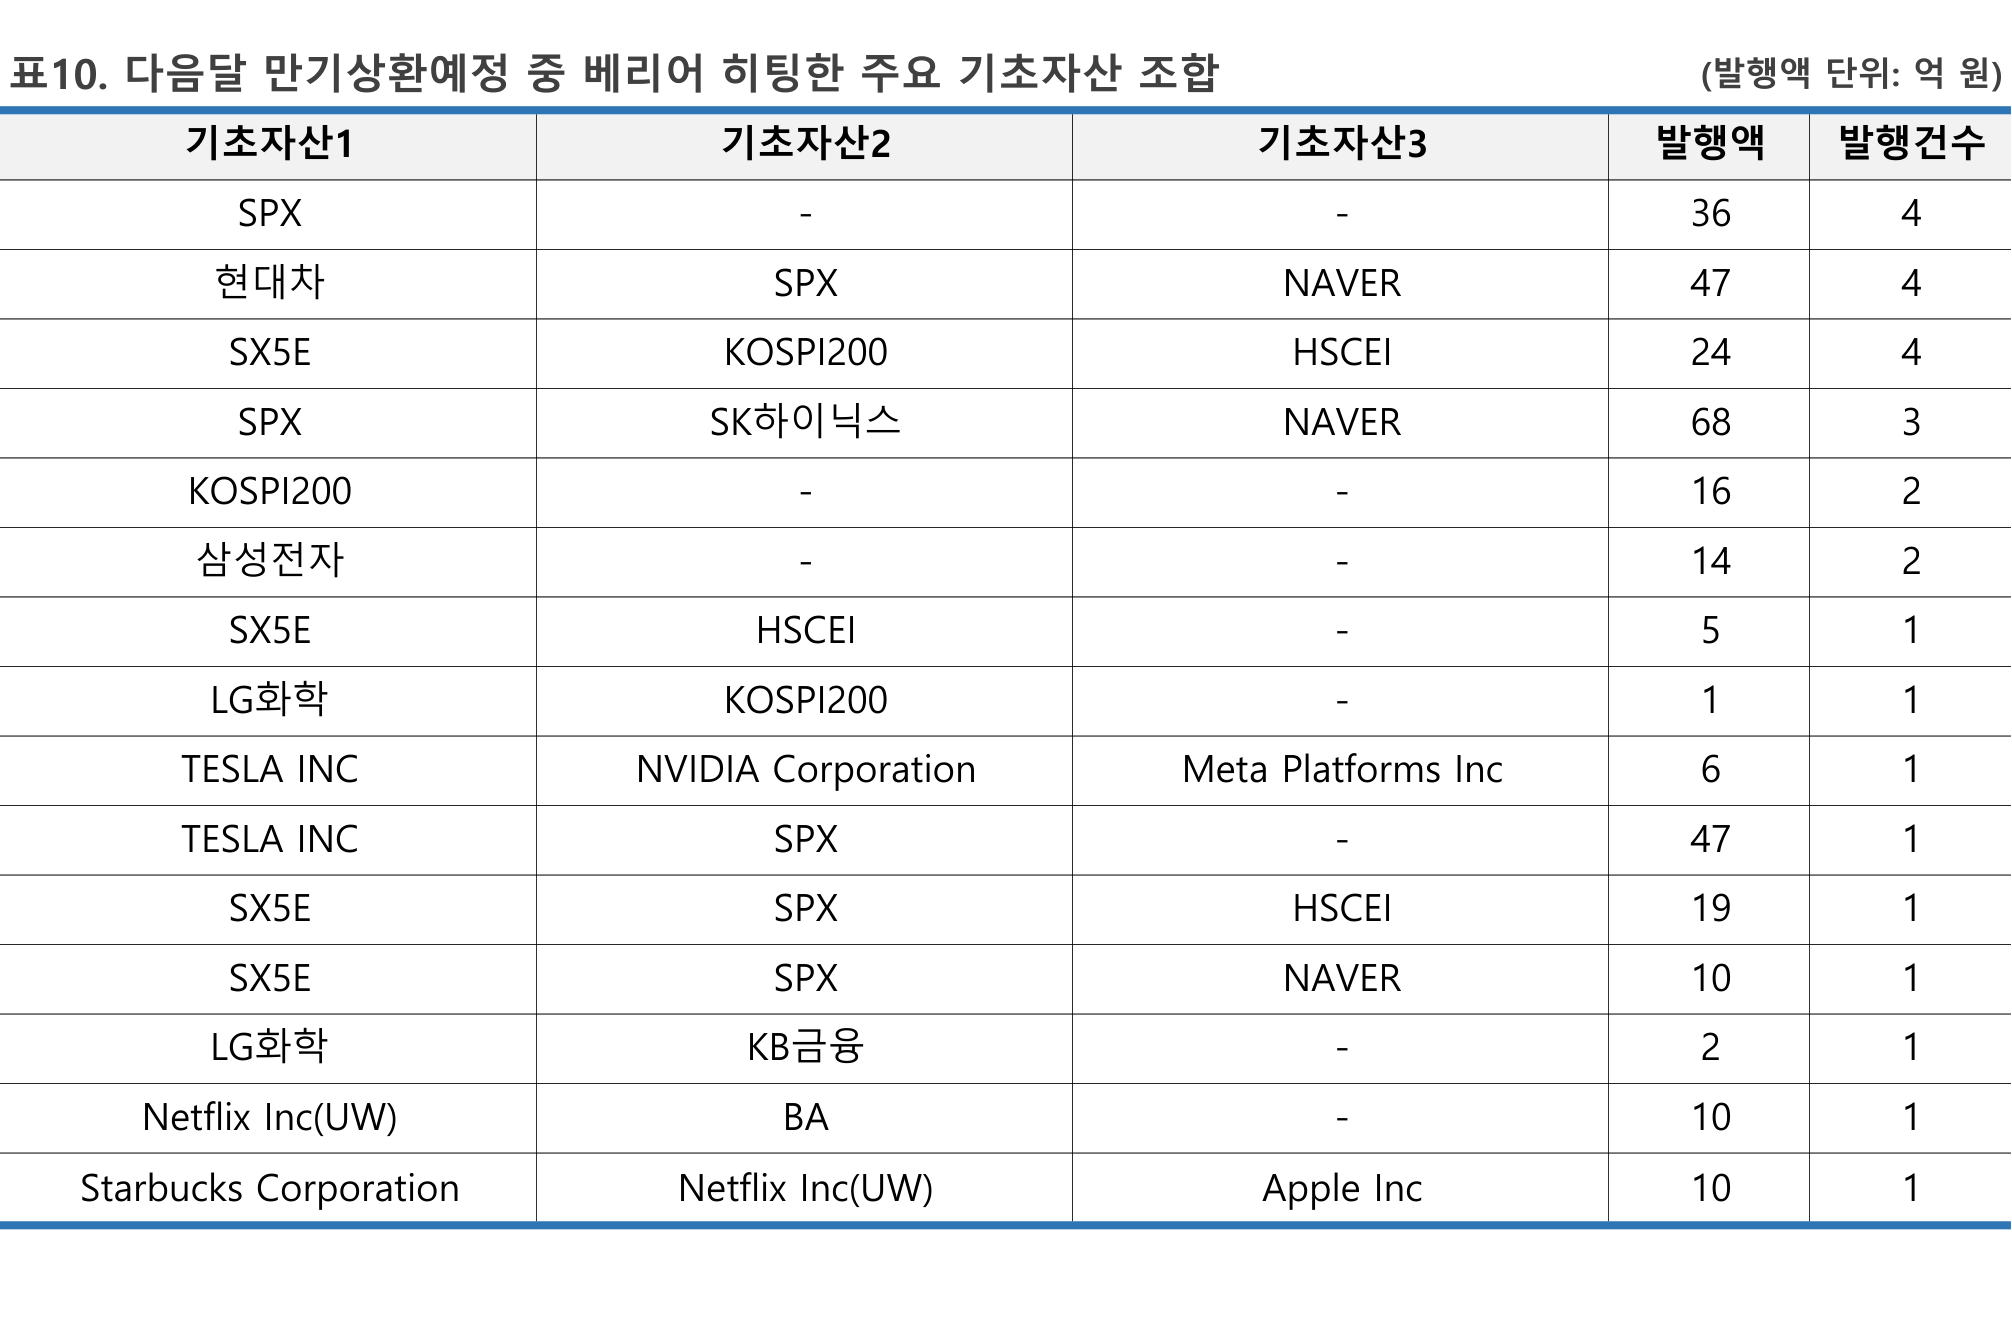 표10. 다음달 만기상환예정 중 베리어 히팅한 주요 기초자산 조합 (발행액 단위: 억 원)
기초자산1 기초자산2 기초자산3 발행액 발행건수
SPX - - 36 4
현대차 SPX NAVER 47 4
SX5E KOSPI200 HSCEI 24 4
SPX SK하이닉스 NAVER 68 3
KOSPI200 - - 16 2
삼성전자 - - 14 2
SX5E HSCEI - 5 1
LG화학 KOSPI200 - 1 1
TESLA INC NVIDIA Corporation Meta Platforms Inc 6 1
TESLA INC SPX - 47 1
SX5E SPX HSCEI 19 1
SX5E SPX NAVER 10 1
LG화학 KB금융 - 2 1
Netflix Inc(UW) BA - 10 1
Starbucks Corporation Netflix Inc(UW) Apple Inc 10 1